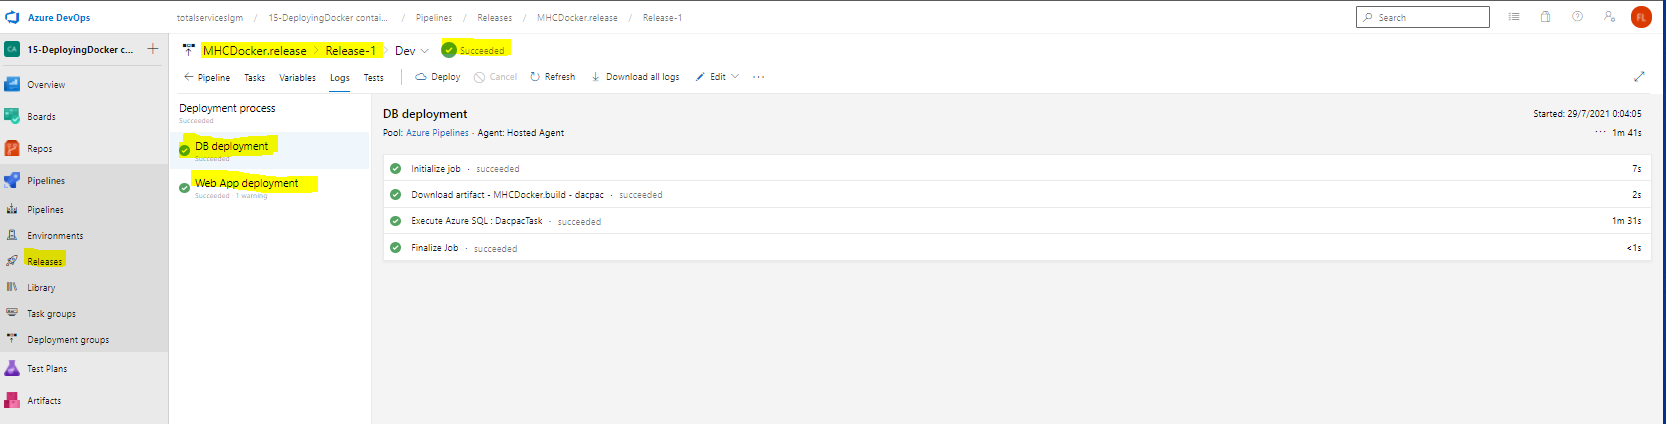 Azure DevOps
totalserviceslgm / 15-DeployingDocker contai... / Pipelines / Releases / MHCDocker.release / Release-1
Search
FL
CA 15-DeployingDocker c... +
Overview
Boards
Repos
Pipelines
Pipelines
Environments
Releases
Library
Task groups
Deployment groups
Test Plans
Artifacts
MHCDocker.release > Release-1 > Dev Succeeded
← Pipeline Tasks Variables Logs Tests | Deploy Cancel Refresh Download all logs Edit ...
Deployment process
Succeeded
DB deployment
Succeeded
Web App deployment
Succeeded · 1 warning
DB deployment
Started: 29/7/2021 0:04:05
Pool: Azure Pipelines · Agent: Hosted Agent
··· 1m 41s
Initialize job · succeeded 7s
Download artifact - MHCDocker.build - dacpac · succeeded 2s
Execute Azure SQL : DacpacTask · succeeded 1m 31s
Finalize Job · succeeded <1s